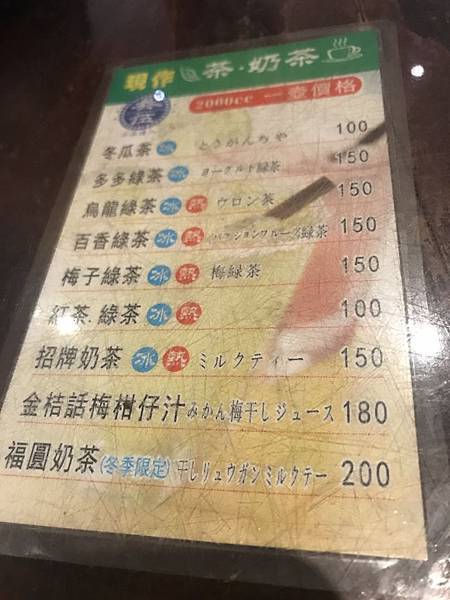 現作 茶·奶茶
2000cc 一壺價格
冬瓜茶 冰 とうがんちゃ 100
多多綠茶 冰 ヨークルト緑茶 150
烏龍綠茶 冰 熱 ウロン茶 150
百香綠茶 冰 熱 パッションフルーズ緑茶 150
梅子綠茶 冰 熱 梅緑茶 150
紅茶.綠茶 冰 熱 100
招牌奶茶 冰 熱 ミルクティー 150
金桔話梅柑仔汁 みかん梅干しジュース 180
福圓奶茶(冬季限定) 干しリュウガンミルクテー 200